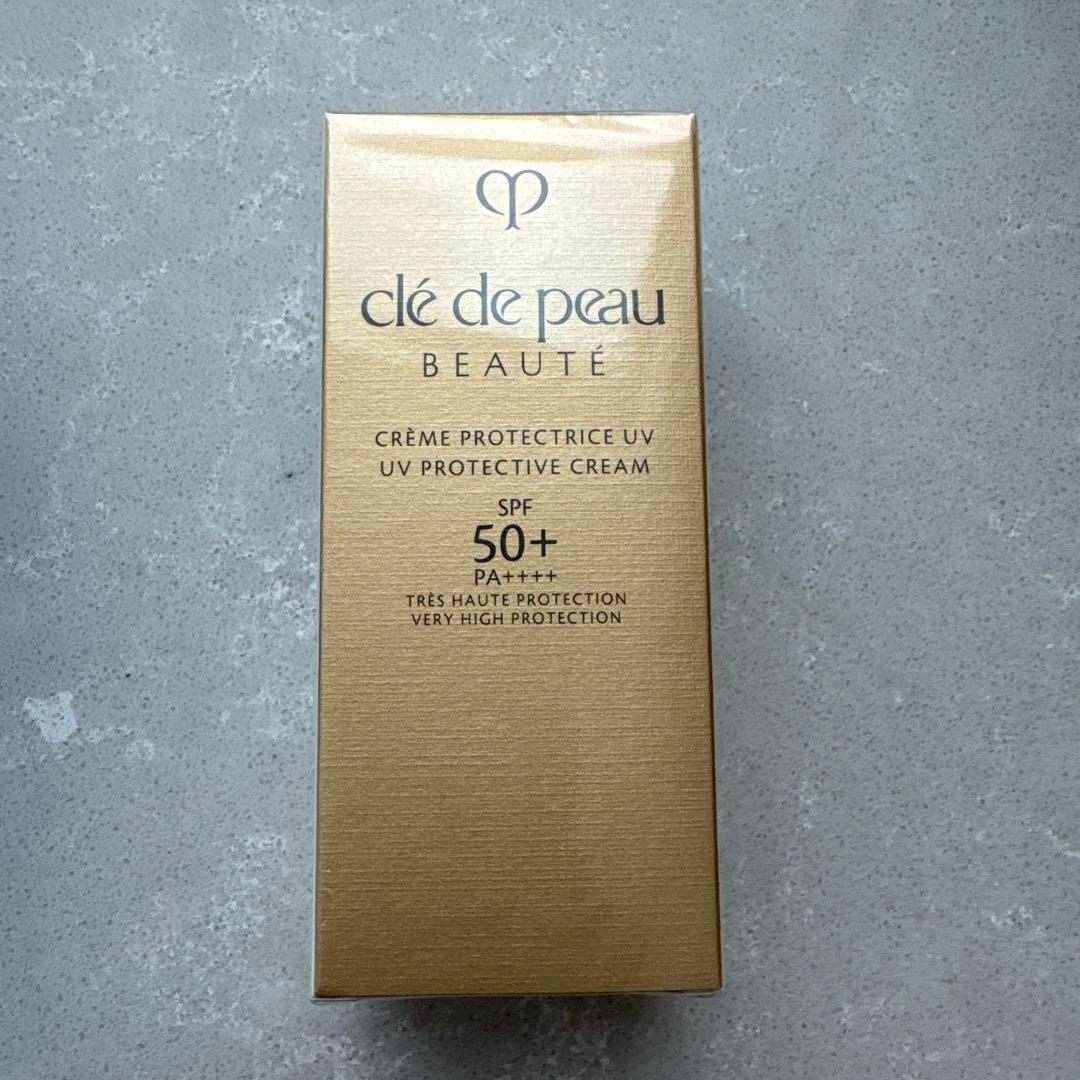 clé de peau
BEAUTÉ
CRÈME PROTECTRICE UV
UV PROTECTIVE CREAM
SPF
50+
PA++++
TRÈS HAUTE PROTECTION
VERY HIGH PROTECTION